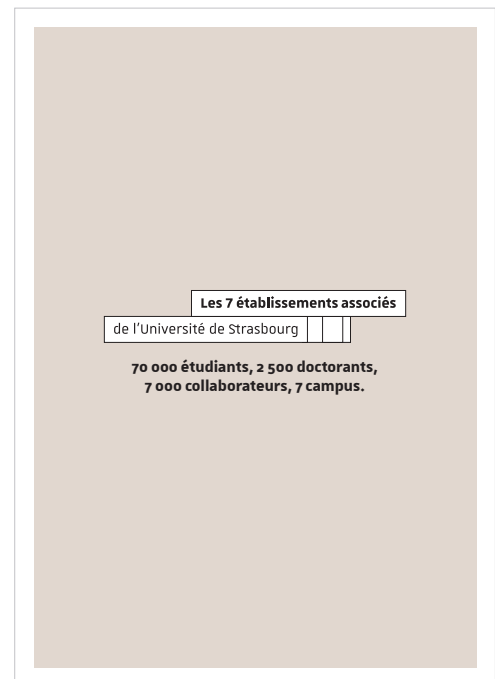 Les 7 établissements associés
de l'Université de Strasbourg
70 000 étudiants, 2 500 doctorants,
7 000 collaborateurs, 7 campus.